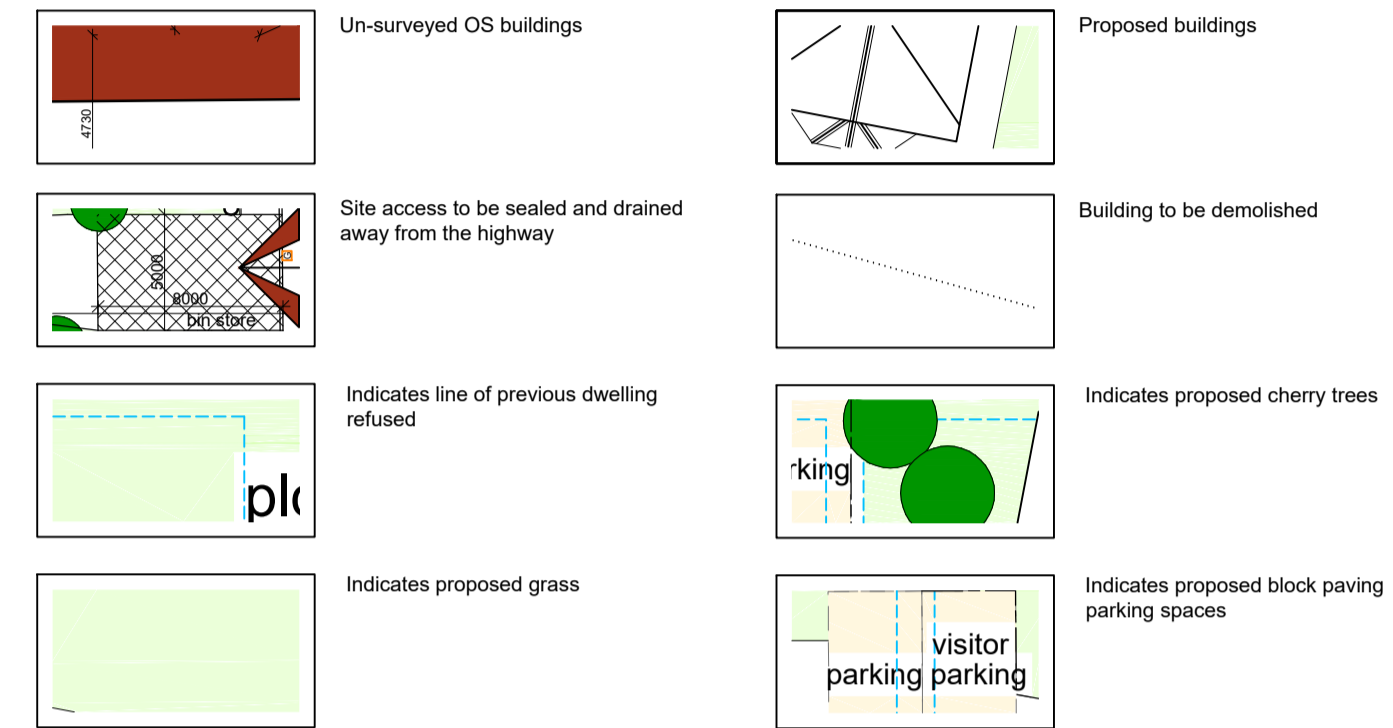 4730
Un-surveyed OS buildings
Proposed buildings
5000
8000
bin store
G
Site access to be sealed and drained
away from the highway
Building to be demolished
plo
Indicates line of previous dwelling
refused
rking
Indicates proposed cherry trees
Indicates proposed grass
visitor
parking parking
Indicates proposed block paving
parking spaces